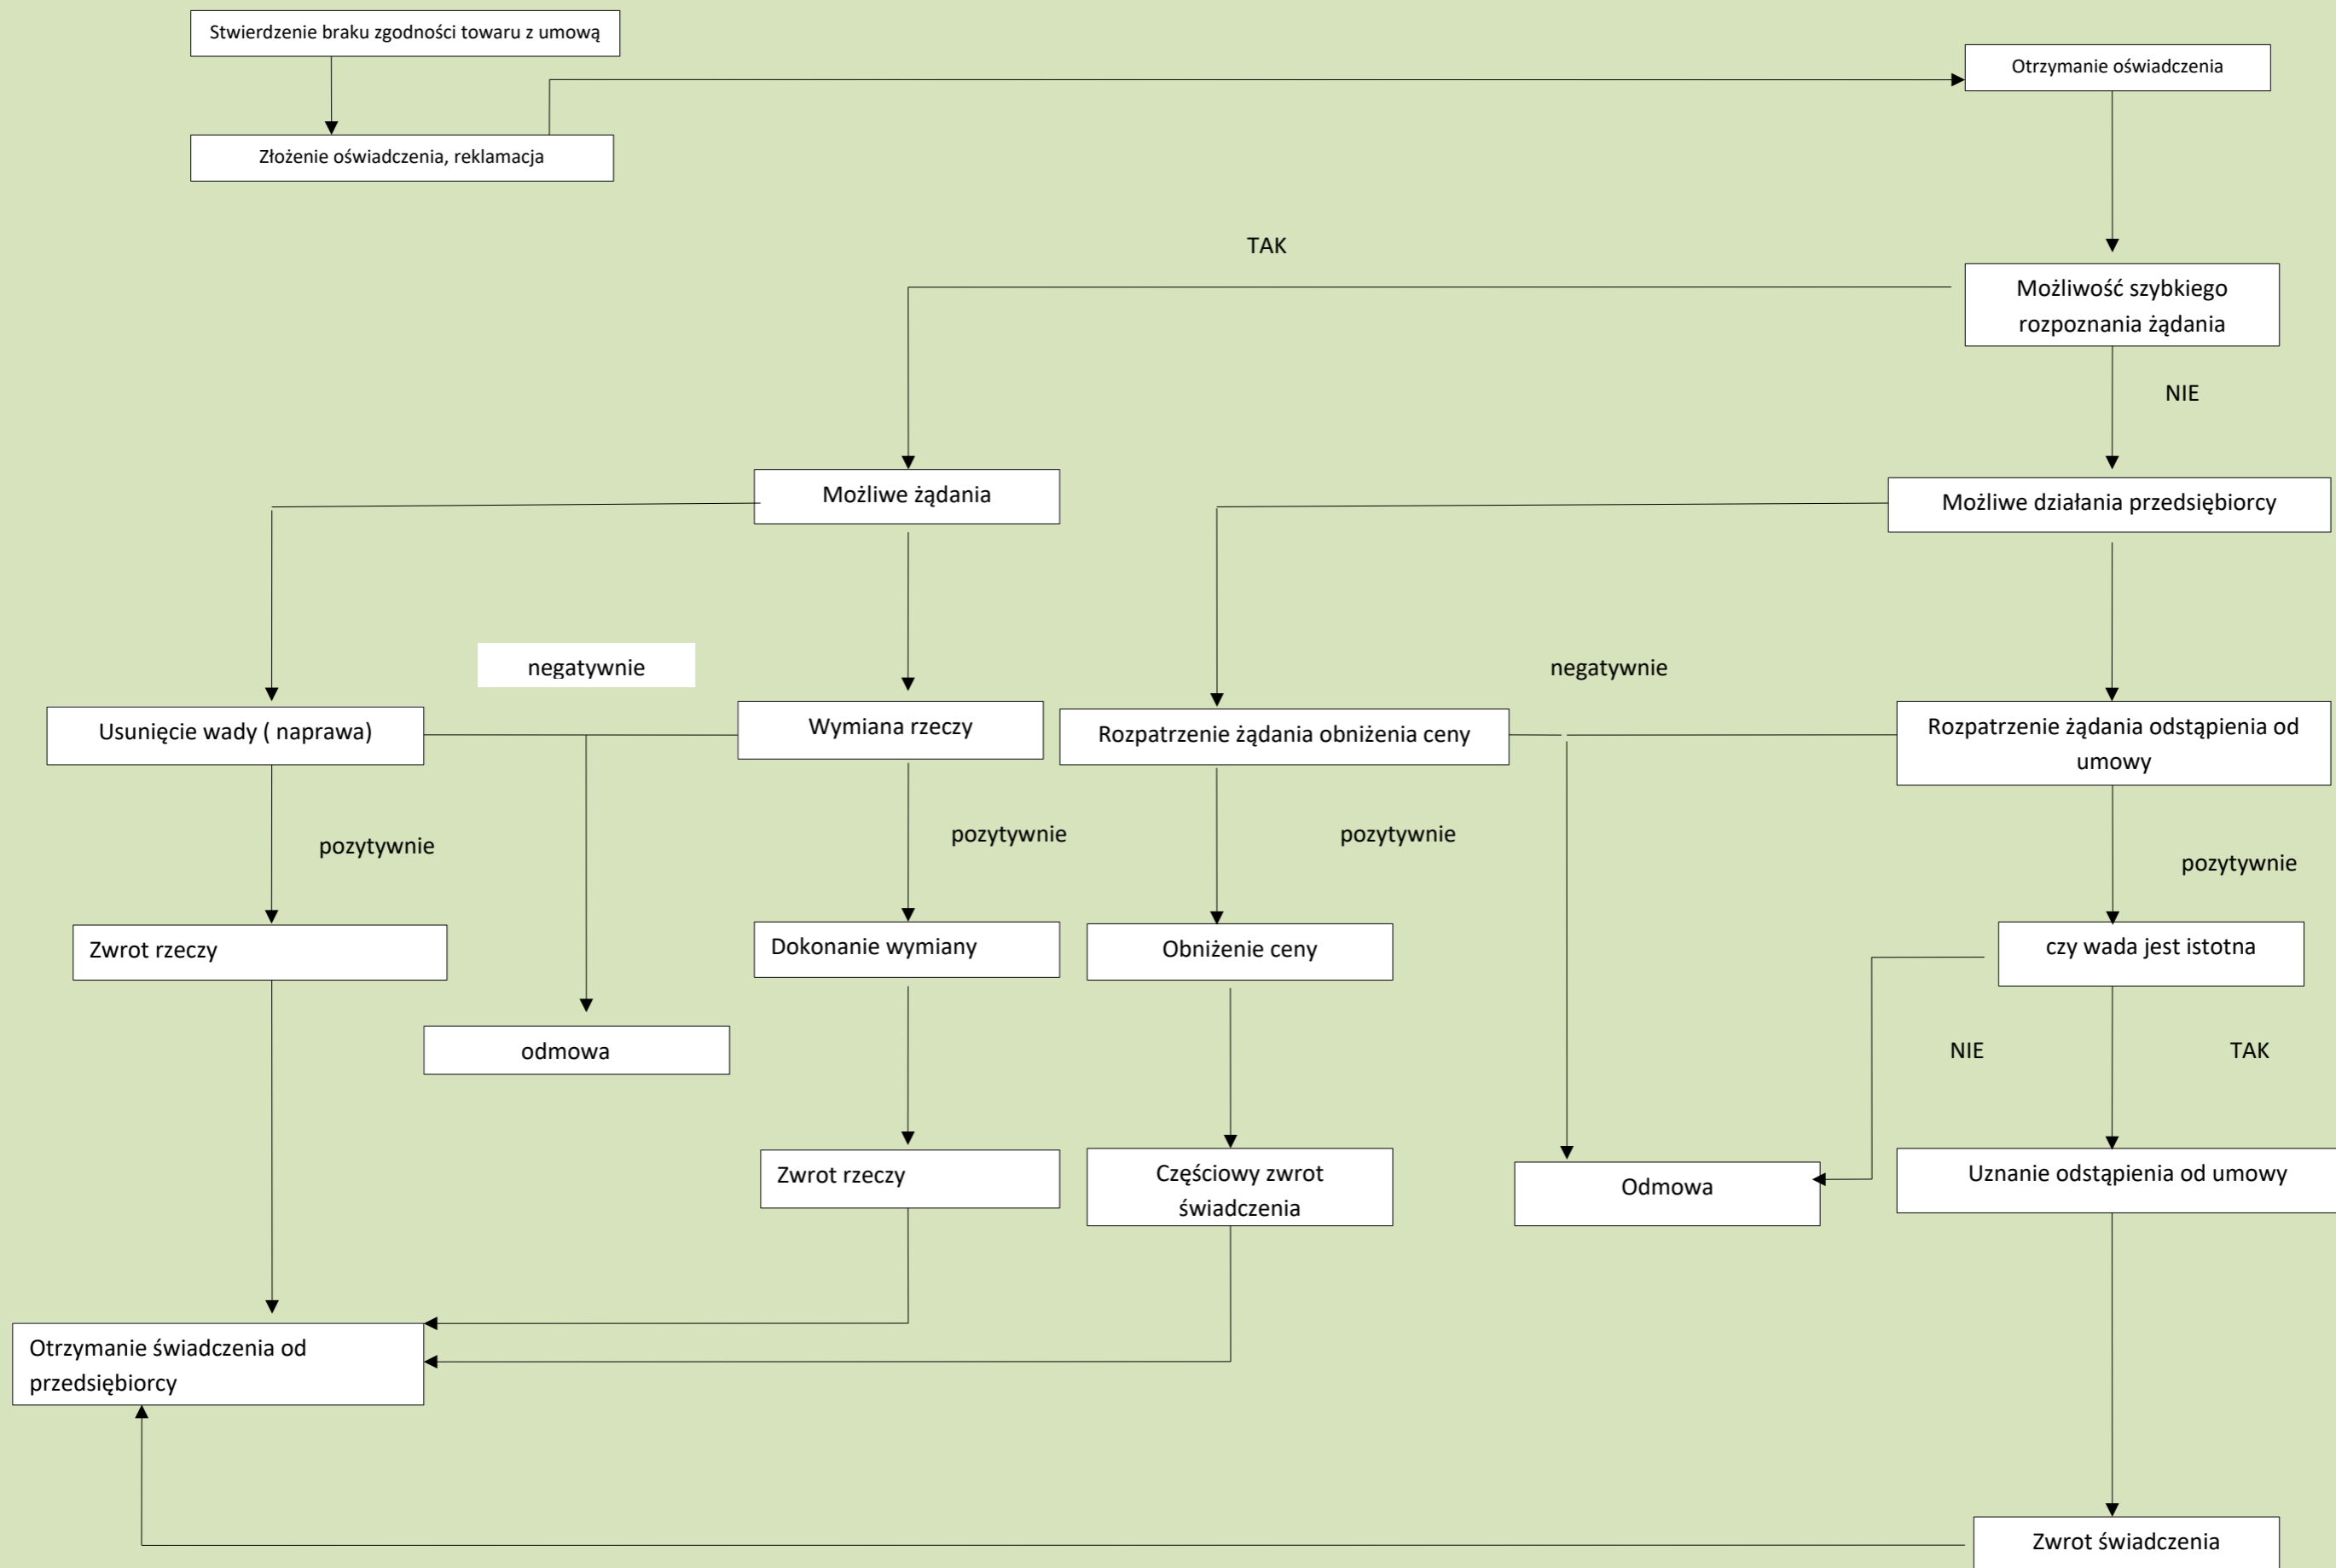 Stwierdzenie braku zgodności towaru z umową
Otrzymanie oświadczenia
Złożenie oświadczenia, reklamacja
TAK
Możliwość szybkiego
rozpoznania żądania
NIE
Możliwe żądania
Możliwe działania przedsiębiorcy
negatywnie
negatywnie
Usunięcie wady ( naprawa)
Wymiana rzeczy
Rozpatrzenie żądania obniżenia ceny
Rozpatrzenie żądania odstąpienia od
umowy
pozytywnie
pozytywnie
pozytywnie
pozytywnie
Zwrot rzeczy
Dokonanie wymiany
Obniżenie ceny
czy wada jest istotna
odmowa
NIE
TAK
Zwrot rzeczy
Częściowy zwrot
świadczenia
Odmowa
Uznanie odstąpienia od umowy
Otrzymanie świadczenia od
przedsiębiorcy
Zwrot świadczenia